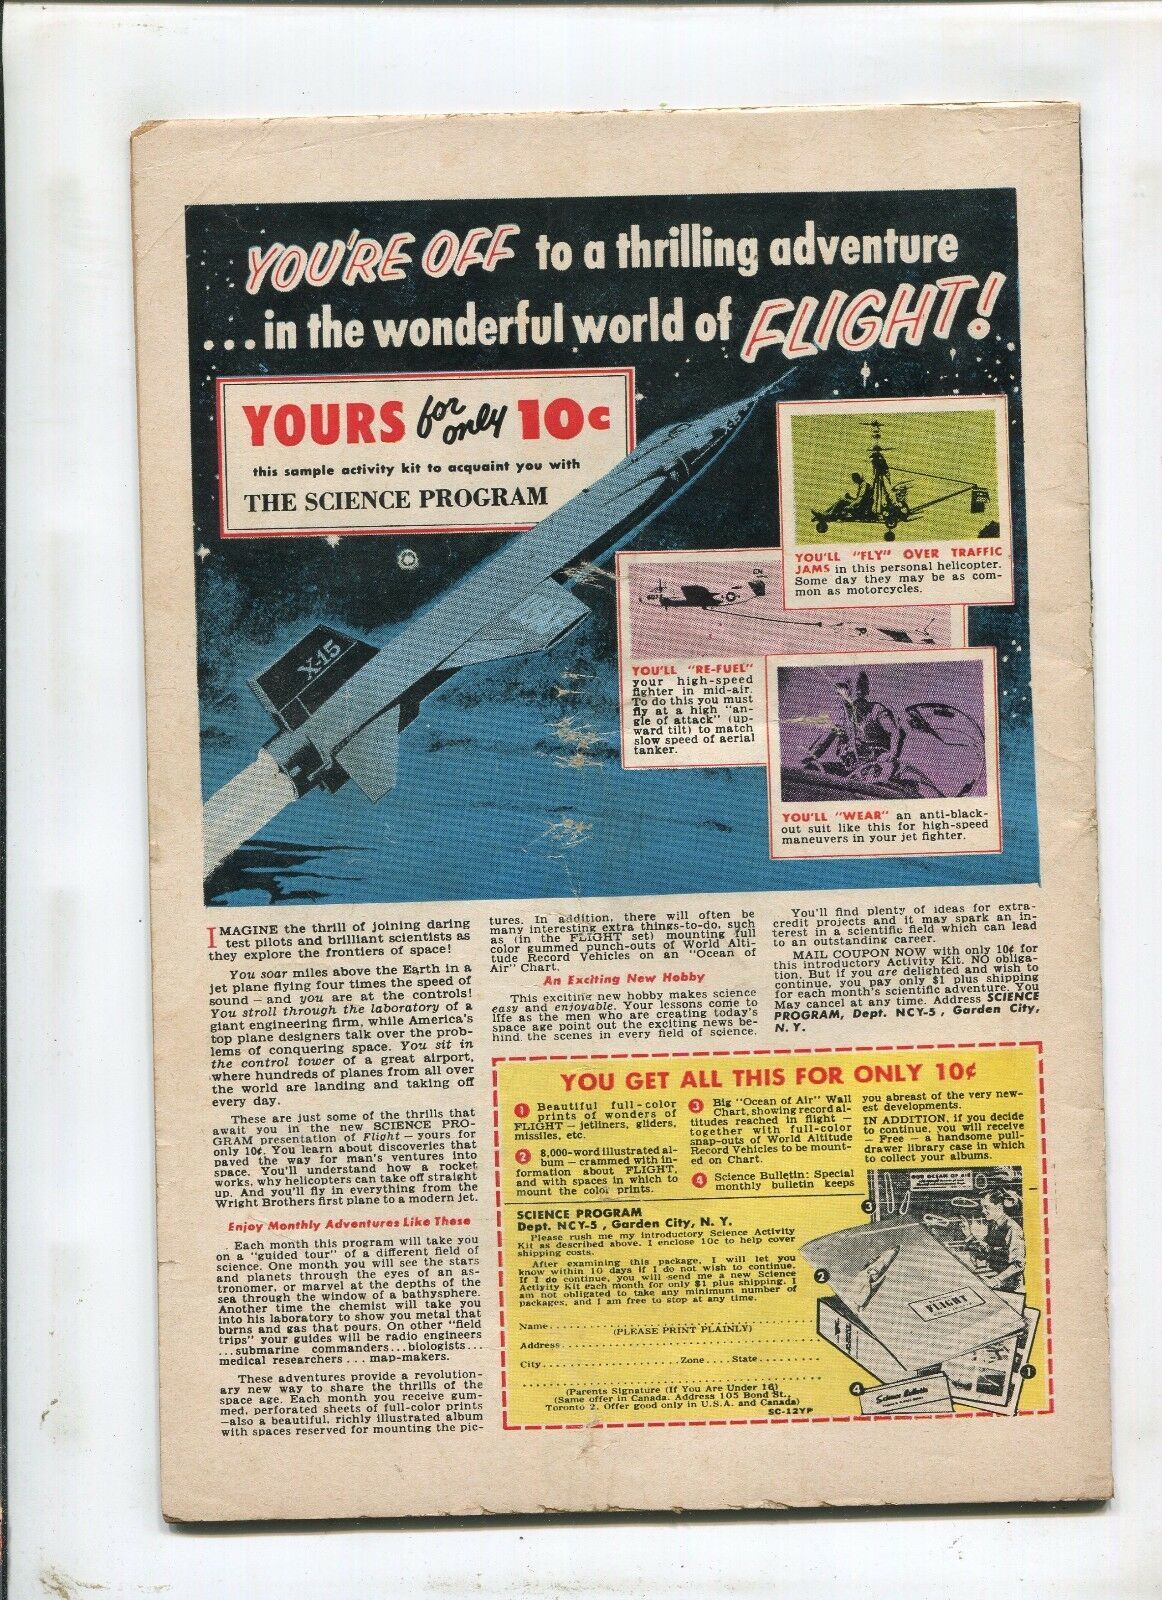 YOU'RE OFF to a thrilling adventure
...in the wonderful world of FLIGHT!
YOURS for only 10c
this sample activity kit to acquaint you with
THE SCIENCE PROGRAM
X-15
YOU'LL "FLY" OVER TRAFFIC
JAMS in this personal helicopter.
Some day they may be as com-
mon as motorcycles.
YOU'LL "RE-FUEL"
your high-speed
fighter in mid-air.
To do this you must
fly at a high "an-
gle of attack" (up-
ward tilt) to match
slow speed of aerial
tanker.
YOU'LL "WEAR" an anti-black-
out suit like this for high-speed
maneuvers in your jet fighter.
IMAGINE the thrill of joining daring
test pilots and brilliant scientists as
they explore the frontiers of space!
You soar miles above the Earth in a
jet plane flying four times the speed of
sound – and you are at the controls!
You stroll through the laboratory of a
giant engineering firm, while America's
top plane designers talk over the prob-
lems of conquering space. You sit in
the control tower of a great airport,
where hundreds of planes from all over
the world are landing and taking off
every day.
These are just some of the thrills that
await you in the new SCIENCE PRO-
GRAM presentation of Flight – yours for
only 10¢. You learn about discoveries that
paved the way for man's ventures into
space. You'll understand how a rocket
works, why helicopters can take off straight
up. And you'll fly in everything from the
Wright Brothers first plane to a modern jet.
Enjoy Monthly Adventures Like These
Each month this program will take you
on a "guided tour" of a different field of
science. One month you will see the stars
and planets through the eyes of an as-
tronomer, or marvel at the depths of the
sea through the window of a bathysphere.
Another time the chemist will take you
into his laboratory to show you metal that
burns and gas that pours. On other "field
trips" your guides will be radio engineers
...submarine commanders...biologists...
medical researchers... map-makers.
These adventures provide a revolution-
ary new way to share the thrills of the
space age. Each month you receive gum-
med, perforated sheets of full-color prints
–also a beautiful, richly illustrated album
with spaces reserved for mounting the pic-
tures. In addition, there will often be
many interesting extra things-to-do, such
as (in the FLIGHT set) mounting full
color gummed punch-outs of World Alti-
tude Record Vehicles on an "Ocean of
Air" Chart.
An Exciting New Hobby
This exciting new hobby makes science
easy and enjoyable. Your lessons come to
life as the men who are creating today's
space age point out the exciting news be-
hind the scenes in every field of science.
You'll find plenty of ideas for extra-
credit projects and it may spark an in-
terest in a scientific field which can lead
to an outstanding career.
MAIL COUPON NOW with only 10¢ for
this introductory Activity Kit. NO obliga-
tion. But if you are delighted and wish to
continue, you pay only $1 plus shipping
for each month's scientific adventure. You
May cancel at any time. Address SCIENCE
PROGRAM, Dept. NCY-5, Garden City,
N. Y.
YOU GET ALL THIS FOR ONLY 10¢
1 Beautiful full-color
prints of wonders of
FLIGHT – jetliners, gliders,
missiles, etc.
2 8,000-word illustrated al-
bum – crammed with in-
formation about FLIGHT,
and with spaces in which to
mount the color prints.
3 Big "Ocean of Air" Wall
Chart, showing record al-
titudes reached in flight –
together with full-color
snap-outs of World Altitude
Record Vehicles to be mount-
ed on Chart.
4 Science Bulletin: Special
monthly bulletin keeps
you abreast of the very new-
est developments.
IN ADDITION, if you decide
to continue, you will receive
– Free – a handsome pull-
drawer library case in which
to collect your albums.
SCIENCE PROGRAM
Dept. NCY-5, Garden City, N. Y.
Please rush me my introductory Science Activity
Kit as described above. I enclose 10c to help cover
shipping costs.
After examining this package, I will let you
know within 10 days if I do not wish to continue.
If I do continue, you will send me a new Science
Activity Kit each month for only $1 plus shipping. I
am not obligated to take any minimum number of
packages, and I am free to stop at any time.
Name
(PLEASE PRINT PLAINLY)
Address
City Zone State
(Parents Signature (If You Are Under 16)
(Same offer in Canada. Address 105 Bond St.,
Toronto 2. Offer good only in U.S.A. and Canada)
SC-12YP
3
2
FLIGHT
1
4
Science Bulletin